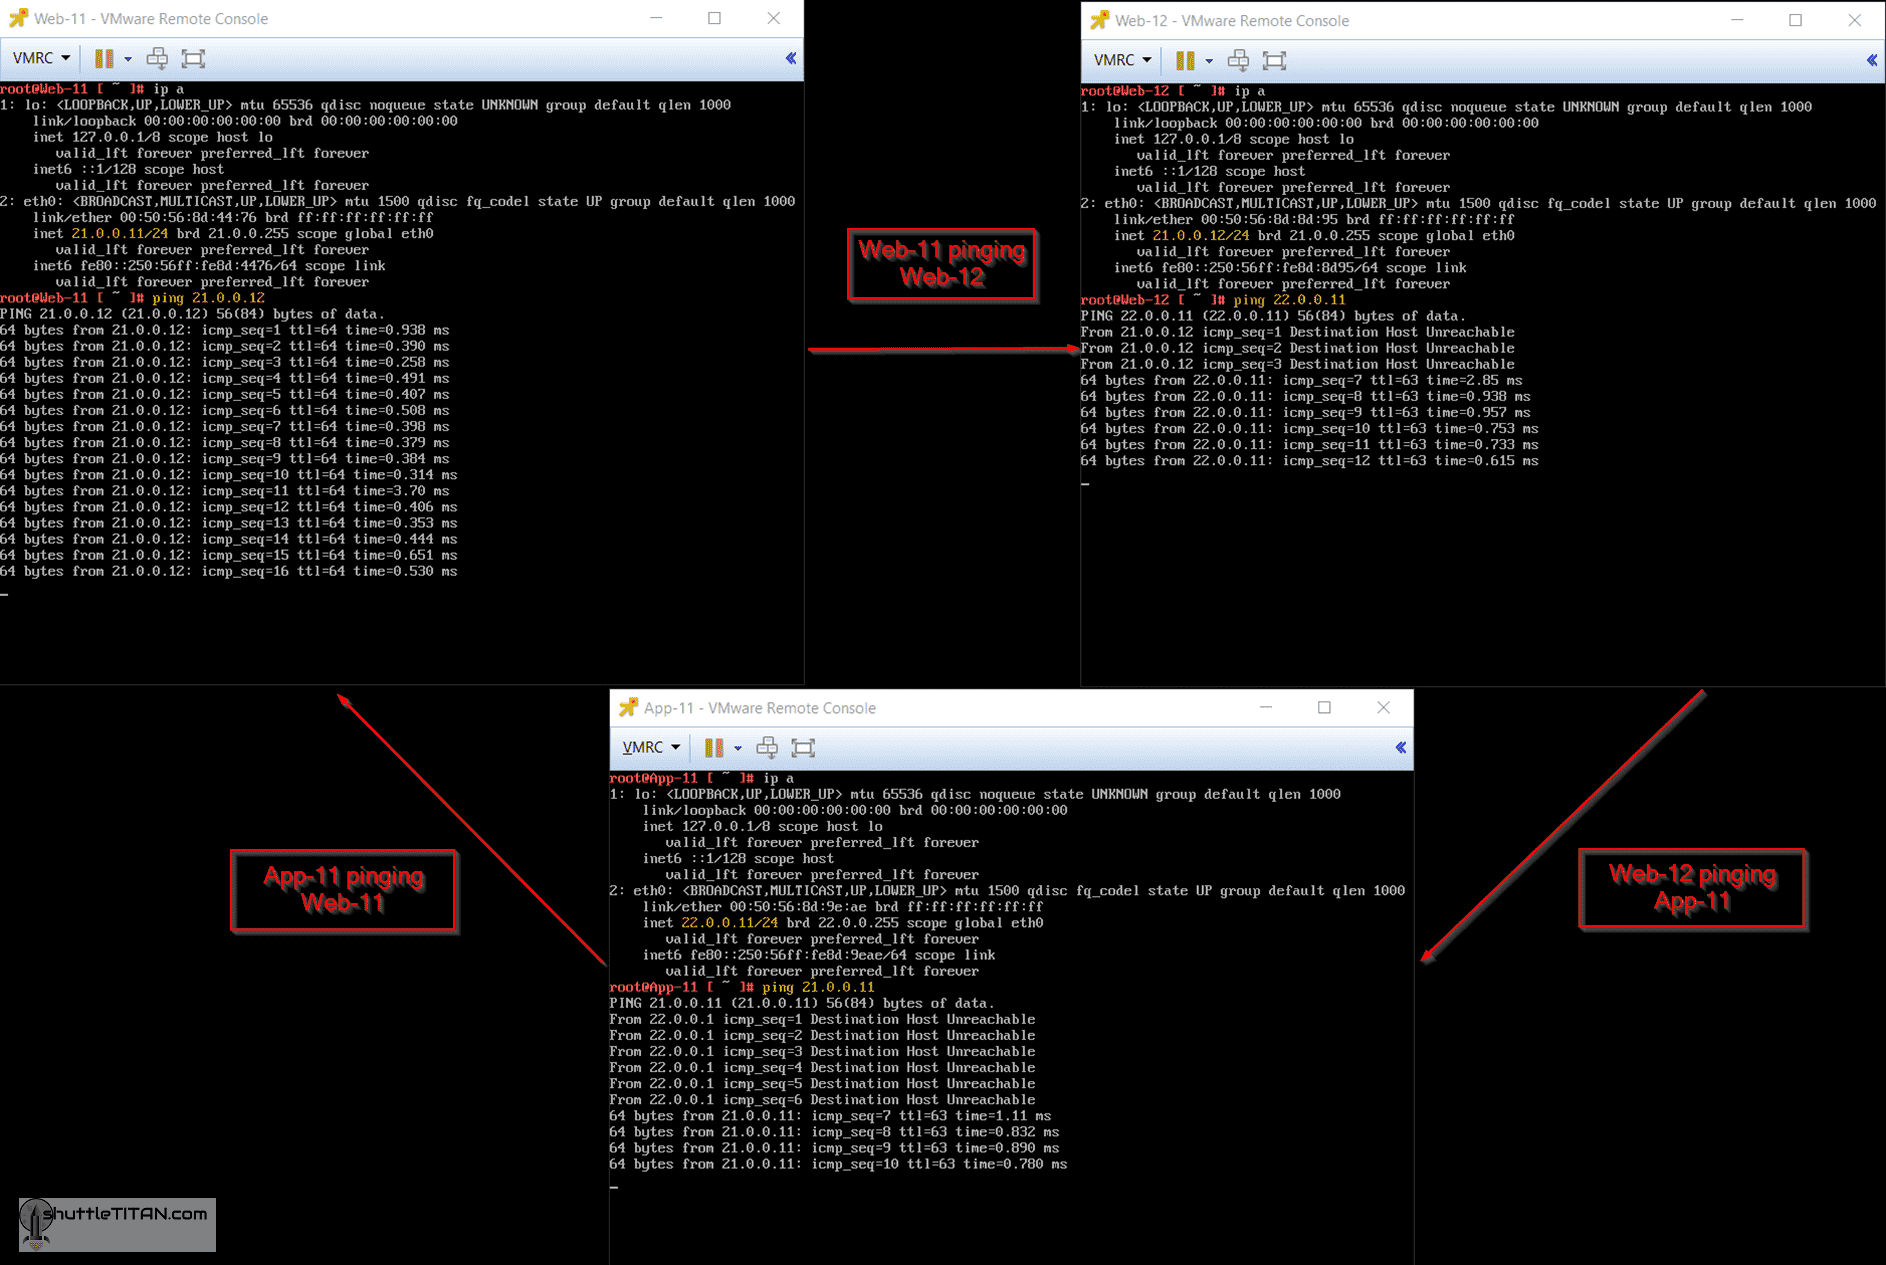 Web-11 - VMware Remote Console
VMRC
root@Web-11 [ ~ ]# ip a
1: lo: <LOOPBACK,UP,LOWER_UP> mtu 65536 qdisc noqueue state UNKNOWN group default qlen 1000
link/loopback 00:00:00:00:00:00 brd 00:00:00:00:00:00
inet 127.0.0.1/8 scope host lo
valid_lft forever preferred_lft forever
inet6 ::1/128 scope host
valid_lft forever preferred_lft forever
2: eth0: <BROADCAST,MULTICAST,UP,LOWER_UP> mtu 1500 qdisc fq_codel state UP group default qlen 1000
link/ether 00:50:56:8d:44:76 brd ff:ff:ff:ff:ff:ff
inet 21.0.0.11/24 brd 21.0.0.255 scope global eth0
valid_lft forever preferred_lft forever
inet6 fe80::250:56ff:fe8d:4476/64 scope link
valid_lft forever preferred_lft forever
root@Web-11 [ ~ ]# ping 21.0.0.12
PING 21.0.0.12 (21.0.0.12) 56(84) bytes of data.
64 bytes from 21.0.0.12: icmp_seq=1 ttl=64 time=0.938 ms
64 bytes from 21.0.0.12: icmp_seq=2 ttl=64 time=0.390 ms
64 bytes from 21.0.0.12: icmp_seq=3 ttl=64 time=0.258 ms
64 bytes from 21.0.0.12: icmp_seq=4 ttl=64 time=0.491 ms
64 bytes from 21.0.0.12: icmp_seq=5 ttl=64 time=0.407 ms
64 bytes from 21.0.0.12: icmp_seq=6 ttl=64 time=0.508 ms
64 bytes from 21.0.0.12: icmp_seq=7 ttl=64 time=0.398 ms
64 bytes from 21.0.0.12: icmp_seq=8 ttl=64 time=0.379 ms
64 bytes from 21.0.0.12: icmp_seq=9 ttl=64 time=0.384 ms
64 bytes from 21.0.0.12: icmp_seq=10 ttl=64 time=0.314 ms
64 bytes from 21.0.0.12: icmp_seq=11 ttl=64 time=3.70 ms
64 bytes from 21.0.0.12: icmp_seq=12 ttl=64 time=0.406 ms
64 bytes from 21.0.0.12: icmp_seq=13 ttl=64 time=0.353 ms
64 bytes from 21.0.0.12: icmp_seq=14 ttl=64 time=0.444 ms
64 bytes from 21.0.0.12: icmp_seq=15 ttl=64 time=0.651 ms
64 bytes from 21.0.0.12: icmp_seq=16 ttl=64 time=0.530 ms
Web-11 pinging
Web-12
Web-12 - VMware Remote Console
VMRC
root@Web-12 [ ~ ]# ip a
1: lo: <LOOPBACK,UP,LOWER_UP> mtu 65536 qdisc noqueue state UNKNOWN group default qlen 1000
link/loopback 00:00:00:00:00:00 brd 00:00:00:00:00:00
inet 127.0.0.1/8 scope host lo
valid_lft forever preferred_lft forever
inet6 ::1/128 scope host
valid_lft forever preferred_lft forever
2: eth0: <BROADCAST,MULTICAST,UP,LOWER_UP> mtu 1500 qdisc fq_codel state UP group default qlen 1000
link/ether 00:50:56:8d:8d:95 brd ff:ff:ff:ff:ff:ff
inet 21.0.0.12/24 brd 21.0.0.255 scope global eth0
valid_lft forever preferred_lft forever
inet6 fe80::250:56ff:fe8d:8d95/64 scope link
valid_lft forever preferred_lft forever
root@Web-12 [ ~ ]# ping 22.0.0.11
PING 22.0.0.11 (22.0.0.11) 56(84) bytes of data.
From 21.0.0.12 icmp_seq=1 Destination Host Unreachable
From 21.0.0.12 icmp_seq=2 Destination Host Unreachable
From 21.0.0.12 icmp_seq=3 Destination Host Unreachable
64 bytes from 22.0.0.11: icmp_seq=7 ttl=63 time=2.85 ms
64 bytes from 22.0.0.11: icmp_seq=8 ttl=63 time=0.938 ms
64 bytes from 22.0.0.11: icmp_seq=9 ttl=63 time=0.957 ms
64 bytes from 22.0.0.11: icmp_seq=10 ttl=63 time=0.753 ms
64 bytes from 22.0.0.11: icmp_seq=11 ttl=63 time=0.733 ms
64 bytes from 22.0.0.11: icmp_seq=12 ttl=63 time=0.615 ms
App-11 pinging
Web-11
App-11 - VMware Remote Console
VMRC
root@App-11 [ ~ ]# ip a
1: lo: <LOOPBACK,UP,LOWER_UP> mtu 65536 qdisc noqueue state UNKNOWN group default qlen 1000
link/loopback 00:00:00:00:00:00 brd 00:00:00:00:00:00
inet 127.0.0.1/8 scope host lo
valid_lft forever preferred_lft forever
inet6 ::1/128 scope host
valid_lft forever preferred_lft forever
2: eth0: <BROADCAST,MULTICAST,UP,LOWER_UP> mtu 1500 qdisc fq_codel state UP group default qlen 1000
link/ether 00:50:56:8d:9e:ae brd ff:ff:ff:ff:ff:ff
inet 22.0.0.11/24 brd 22.0.0.255 scope global eth0
valid_lft forever preferred_lft forever
inet6 fe80::250:56ff:fe8d:9eae/64 scope link
valid_lft forever preferred_lft forever
root@App-11 [ ~ ]# ping 21.0.0.11
PING 21.0.0.11 (21.0.0.11) 56(84) bytes of data.
From 22.0.0.1 icmp_seq=1 Destination Host Unreachable
From 22.0.0.1 icmp_seq=2 Destination Host Unreachable
From 22.0.0.1 icmp_seq=3 Destination Host Unreachable
From 22.0.0.1 icmp_seq=4 Destination Host Unreachable
From 22.0.0.1 icmp_seq=5 Destination Host Unreachable
From 22.0.0.1 icmp_seq=6 Destination Host Unreachable
64 bytes from 21.0.0.11: icmp_seq=7 ttl=63 time=1.11 ms
64 bytes from 21.0.0.11: icmp_seq=8 ttl=63 time=0.832 ms
64 bytes from 21.0.0.11: icmp_seq=9 ttl=63 time=0.890 ms
64 bytes from 21.0.0.11: icmp_seq=10 ttl=63 time=0.780 ms
Web-12 pinging
App-11
shuttleTITAN.com